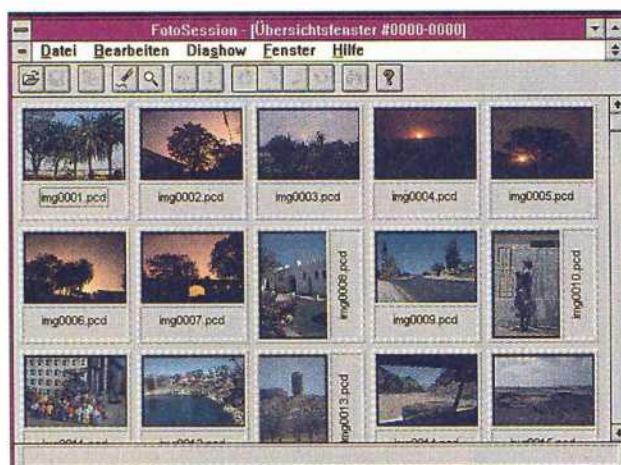 FotoSession - [Übersichtsfenster #0000-0000]
Datei Bearbeiten Diashow Fenster Hilfe
?
img0001.pcd img0002.pcd img0003.pcd img0004.pcd img0005.pcd
img0006.pcd img0007.pcd img0008.pcd img0009.pcd img0010.pcd
img0013.pcd